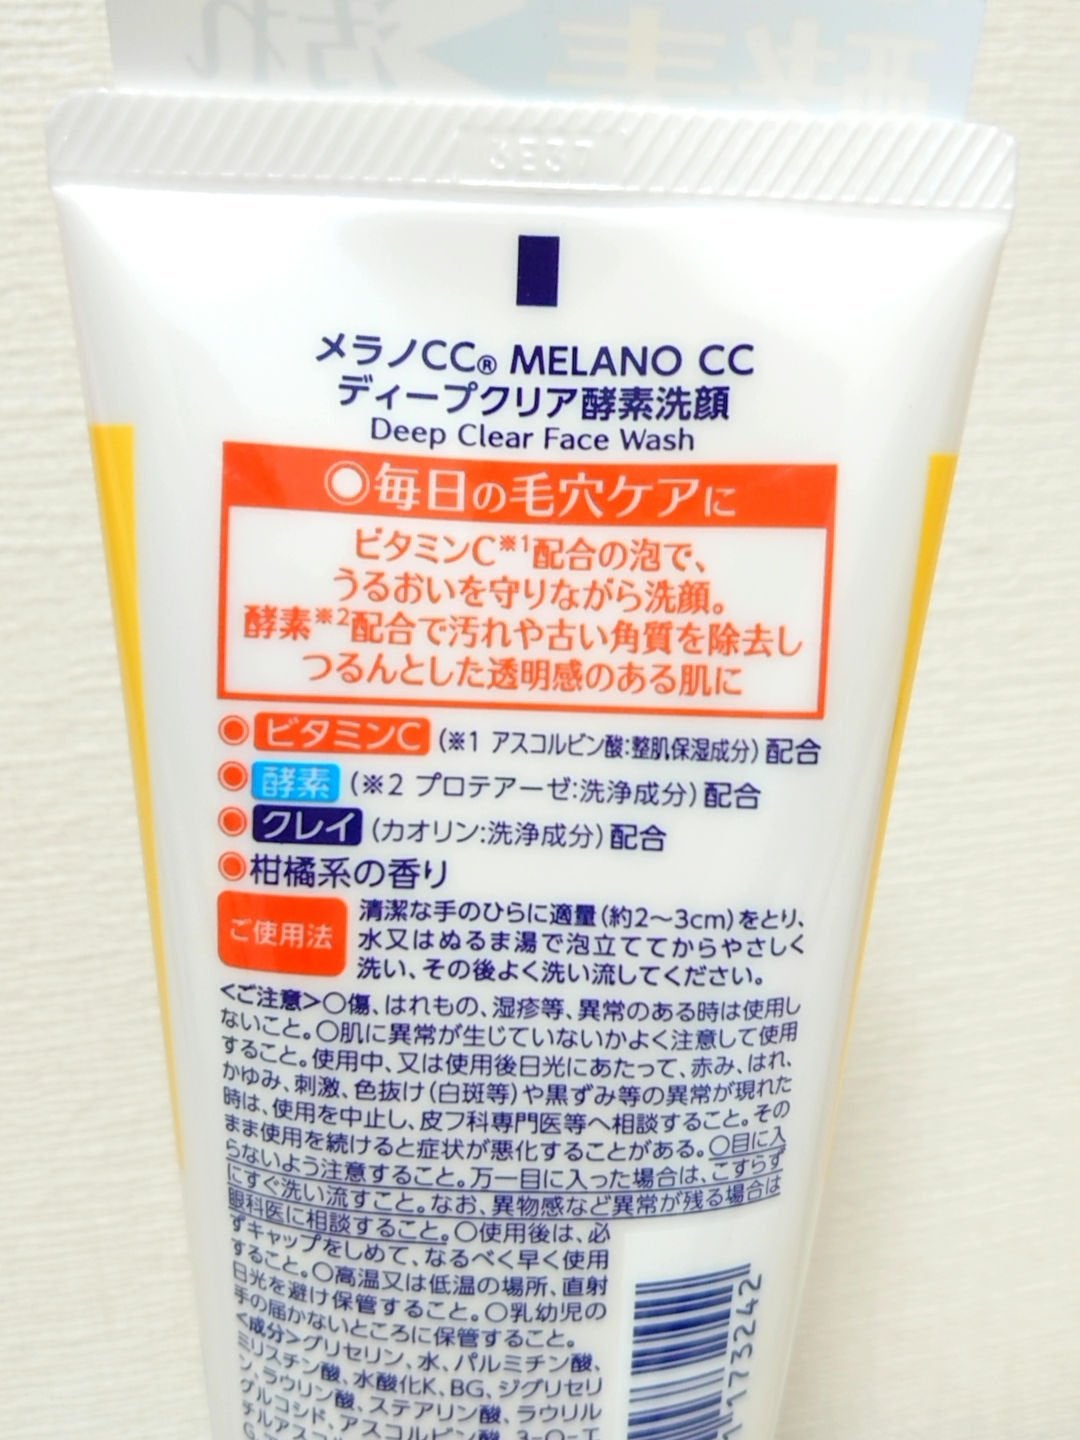 汚れ
酵素
3E37
メラノCC® MELANO CC
ディープクリア酵素洗顔
Deep Clear Face Wash
◉毎日の毛穴ケアに
ビタミンC※1配合の泡で、
うるおいを守りながら洗顔。
酵素※2配合で汚れや古い角質を除去し
つるんとした透明感のある肌に
◉ビタミンC(※1 アスコルビン酸:整肌保湿成分)配合
◉酵素(※2 プロテアーゼ:洗浄成分)配合
◉クレイ(カオリン:洗浄成分)配合
◉柑橘系の香り
ご使用法
清潔な手のひらに適量(約2〜3cm)をとり、
水又はぬるま湯で泡立ててからやさしく
洗い、その後よく洗い流してください。
<ご注意>○傷、はれもの、湿疹等、異常のある時は使用し
ないこと。○肌に異常が生じていないかよく注意して使用
すること。使用中、又は使用後日光にあたって、赤み、はれ、
かゆみ、刺激、色抜け(白斑等)や黒ずみ等の異常が現れた
時は、使用を中止し、皮フ科専門医等へ相談すること。その
まま使用を続けると症状が悪化することがある。○目に入
らないよう注意すること。万一目に入った場合は、こすらず
にすぐ洗い流すこと。なお、異物感など異常が残る場合は
眼科医に相談すること。○使用後は、必
ずキャップをしめて、なるべく早く使用
すること。○高温又は低温の場所、直射
日光を避け保管すること。○乳幼児の
手の届かないところに保管すること。
<成分>グリセリン、水、パルミチン酸、
ミリスチン酸、水酸化K、BG、ジグリセリ
ン、ラウリン酸、ステアリン酸、ラウリル
グルコシド、アスコルビン酸、3-O-エ
チルアスコ
173242